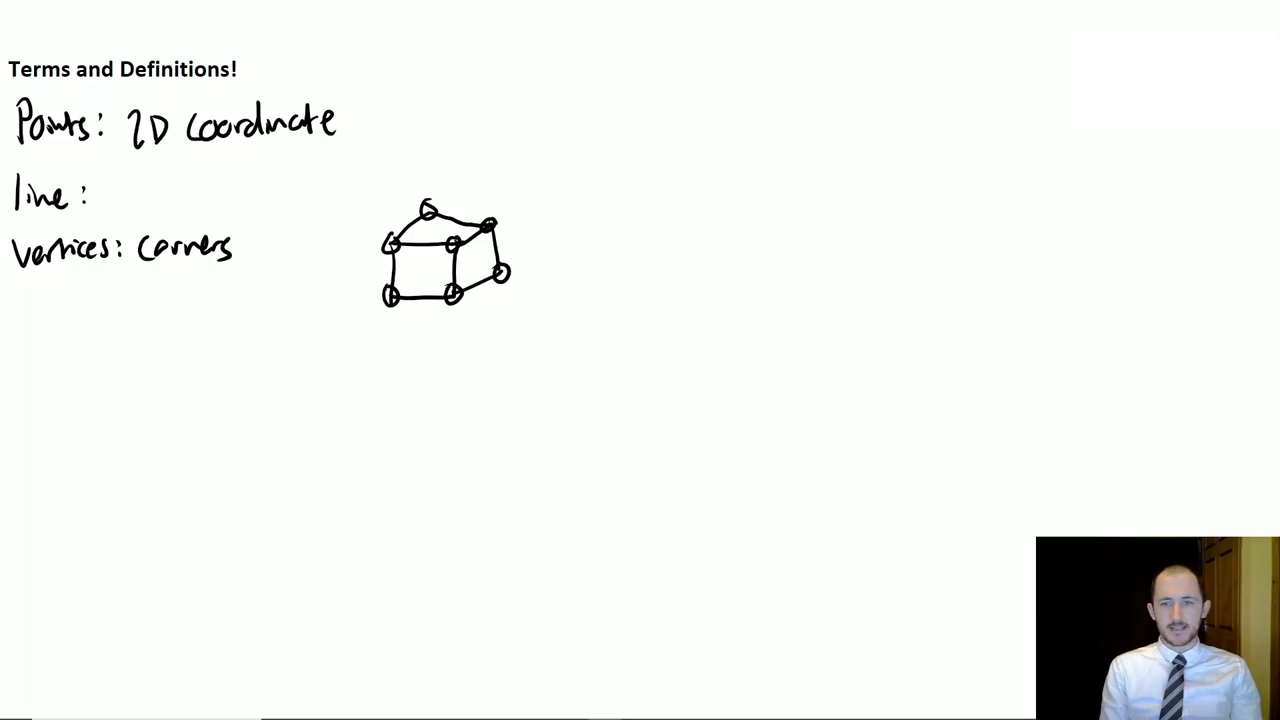 Terms and Definitions!
Points: 2D coordinate
line:
vertices: corners